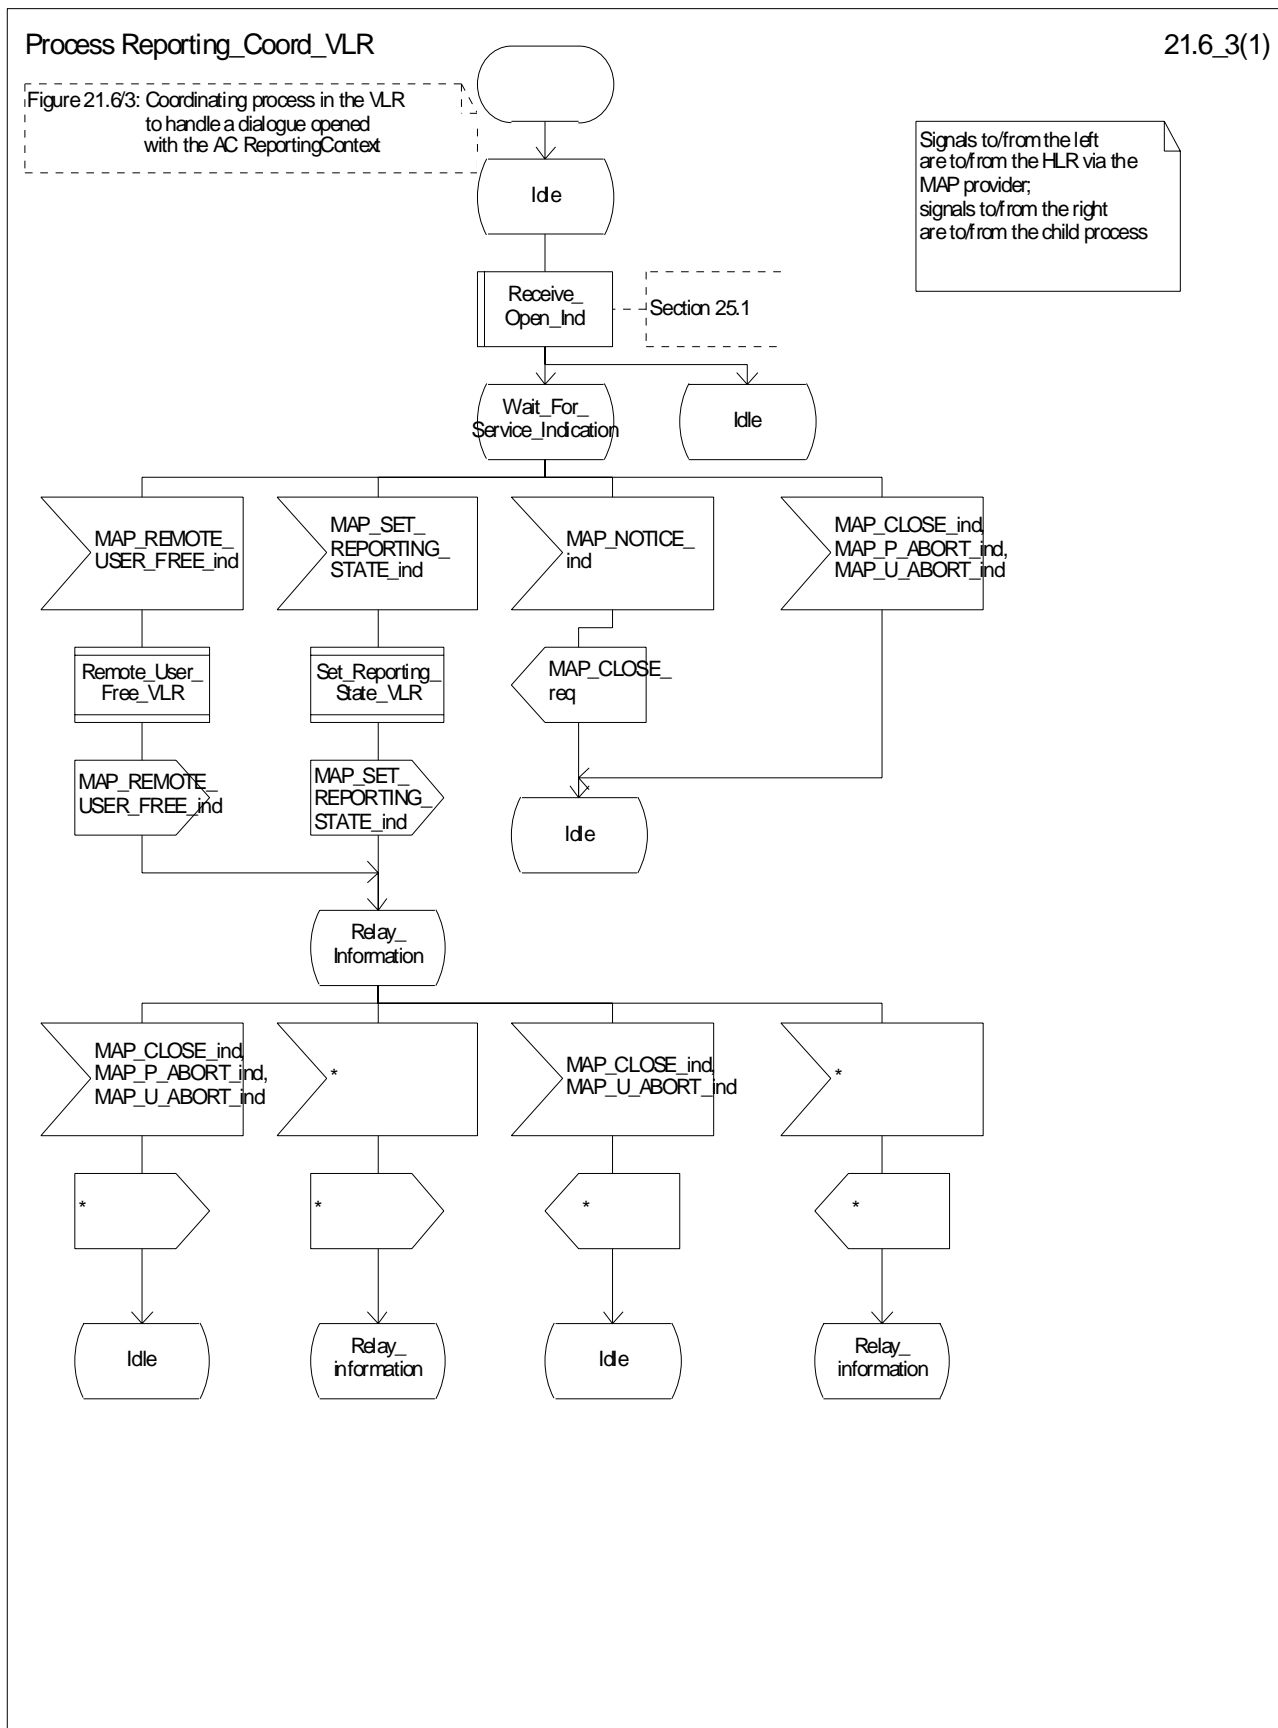 Process Reporting_Coord_VLR
21.6_3(1)
Figure 21.6/3: Coordinating process in the VLR
to handle a dialogue opened
with the AC ReportingContext
Signals to/from the left
are to/from the HLR via the
MAP provider;
signals to/from the right
are to/from the child process
Idle
Receive_
Open_Ind
Section 25.1
Wait_For_
Service_Indication
Idle
MAP_REMOTE_
USER_FREE_ind
MAP_SET_
REPORTING_
STATE_ind
MAP_NOTICE_
ind
MAP_CLOSE_ind,
MAP_P_ABORT_ind,
MAP_U_ABORT_ind
Remote_User_
Free_VLR
Set_Reporting_
State_VLR
MAP_CLOSE_
req
MAP_REMOTE_
USER_FREE_ind
MAP_SET_
REPORTING_
STATE_ind
Idle
Relay_
Information
MAP_CLOSE_ind,
MAP_P_ABORT_ind,
MAP_U_ABORT_ind
*
MAP_CLOSE_ind,
MAP_U_ABORT_ind
*
*
*
*
*
Idle
Relay_
information
Idle
Relay_
information